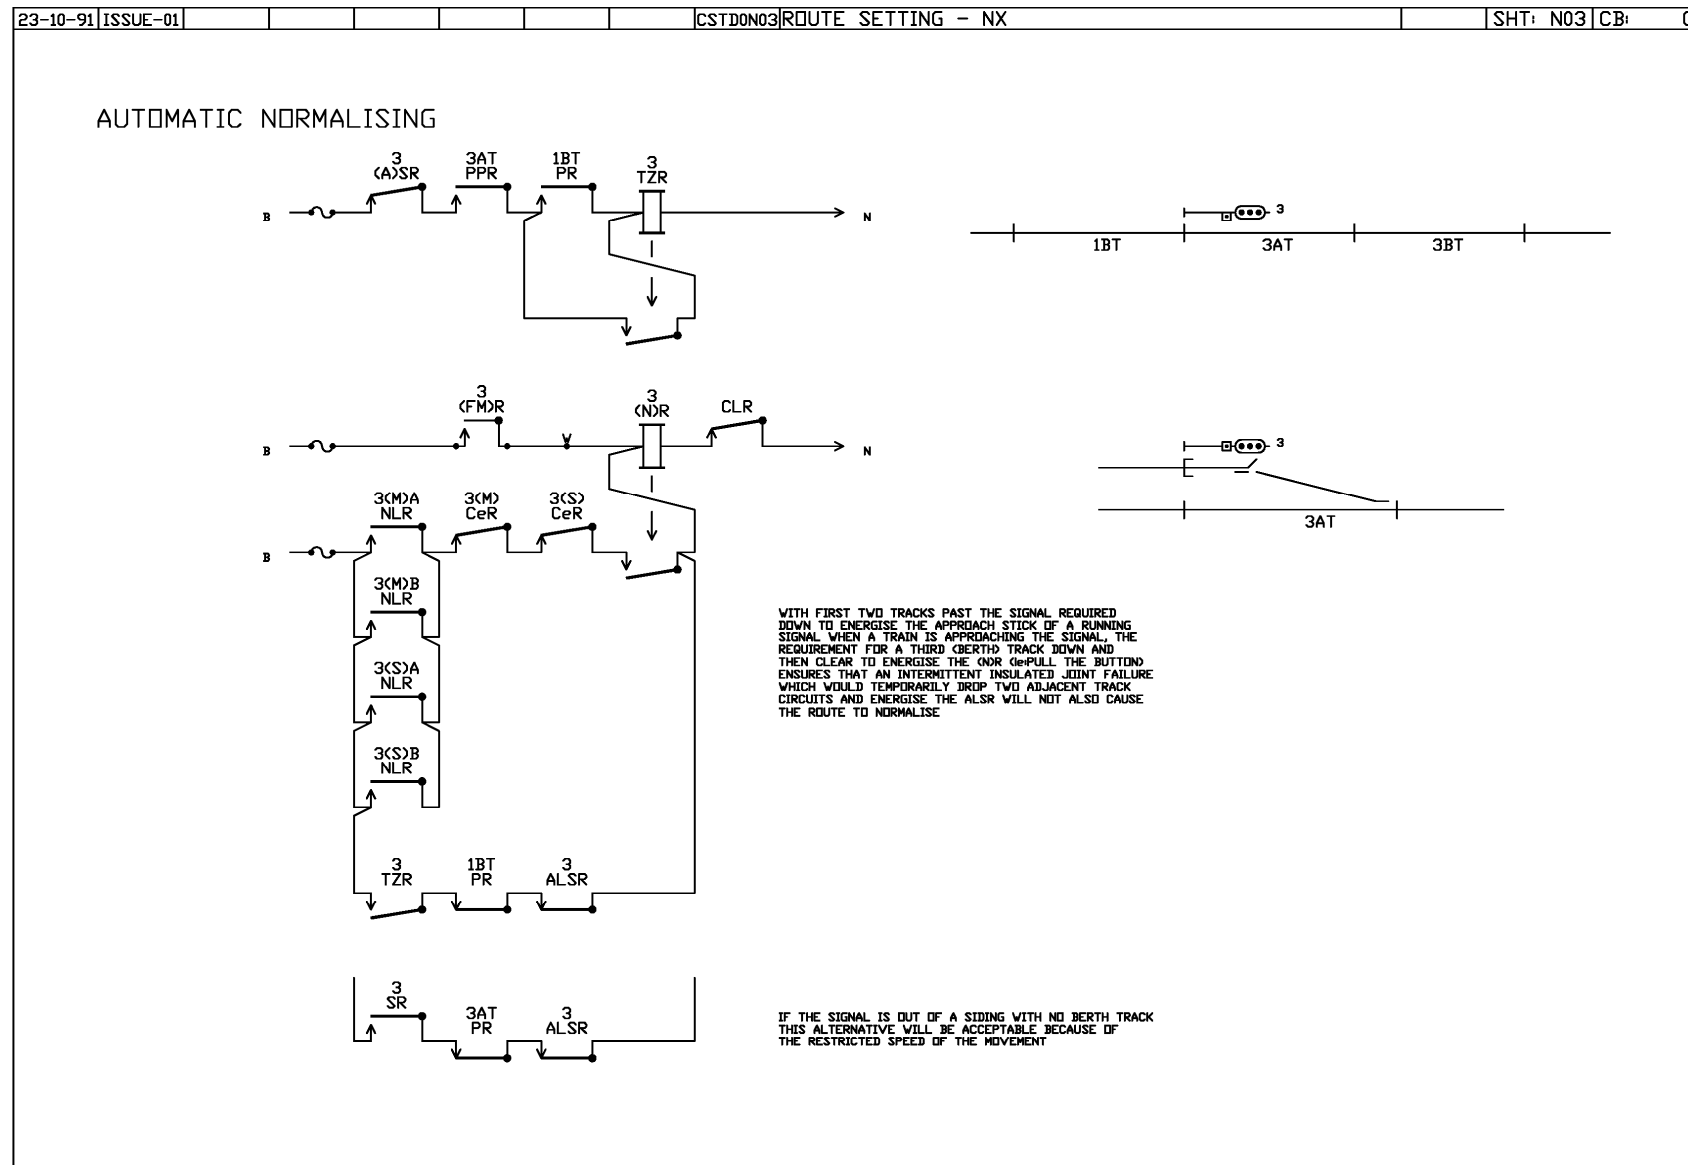 23-10-91 ISSUE-01 CSTDON03 ROUTE SETTING - NX SHT: N03 CB:
AUTOMATIC NORMALISING
3 3AT 1BT 3
(A)SR PPR PR TZR
B N
3
1BT 3AT 3BT
3 3
(FM)R (N)R CLR
W
B N
3
3(M)A 3(M) 3(S)
NLR CeR CeR
B
3AT
3(M)B
NLR
3(S)A
NLR
3(S)B
NLR
WITH FIRST TWO TRACKS PAST THE SIGNAL REQUIRED
DOWN TO ENERGISE THE APPROACH STICK OF A RUNNING
SIGNAL WHEN A TRAIN IS APPROACHING THE SIGNAL, THE
REQUIREMENT FOR A THIRD (BERTH) TRACK DOWN AND
THEN CLEAR TO ENERGISE THE (N)R (ie:PULL THE BUTTON)
ENSURES THAT AN INTERMITTENT INSULATED JOINT FAILURE
WHICH WOULD TEMPORARILY DROP TWO ADJACENT TRACK
CIRCUITS AND ENERGISE THE ALSR WILL NOT ALSO CAUSE
THE ROUTE TO NORMALISE
3 1BT 3
TZR PR ALSR
3
SR
3AT 3
PR ALSR
IF THE SIGNAL IS OUT OF A SIDING WITH NO BERTH TRACK
THIS ALTERNATIVE WILL BE ACCEPTABLE BECAUSE OF
THE RESTRICTED SPEED OF THE MOVEMENT